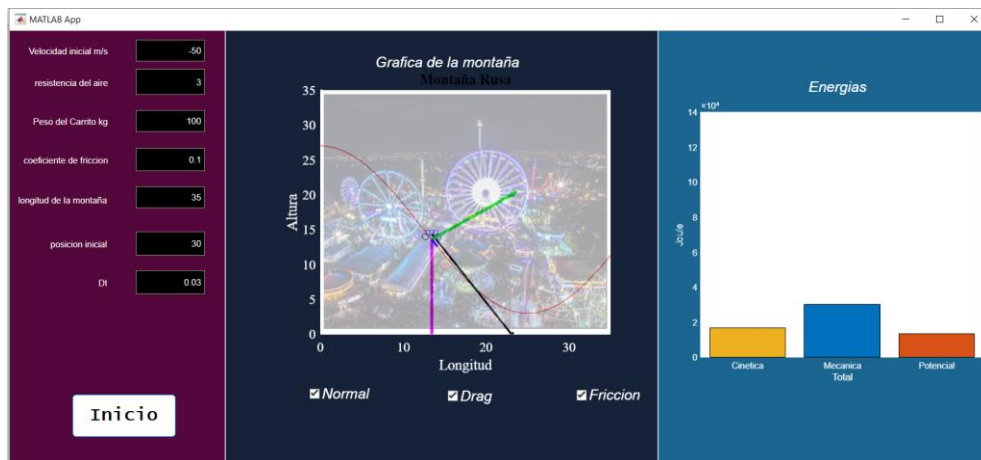 MATLAB App
Velocidad inicial m/s
-50
resistencia del aire
3
Peso del Carrito kg
100
coeficiente de friccion
0.1
longitud de la montaña
35
posicion inicial
30
Dt
0.03
Inicio
Grafica de la montaña
Montaña Rusa
35
30
25
20
15
10
5
0
Altura
0 10 20 30
Longitud
Normal
Drag
Friccion
Energias
×10⁴
14
12
10
8
6
4
2
0
Joule
Cinetica Mecanica Potencial
Total